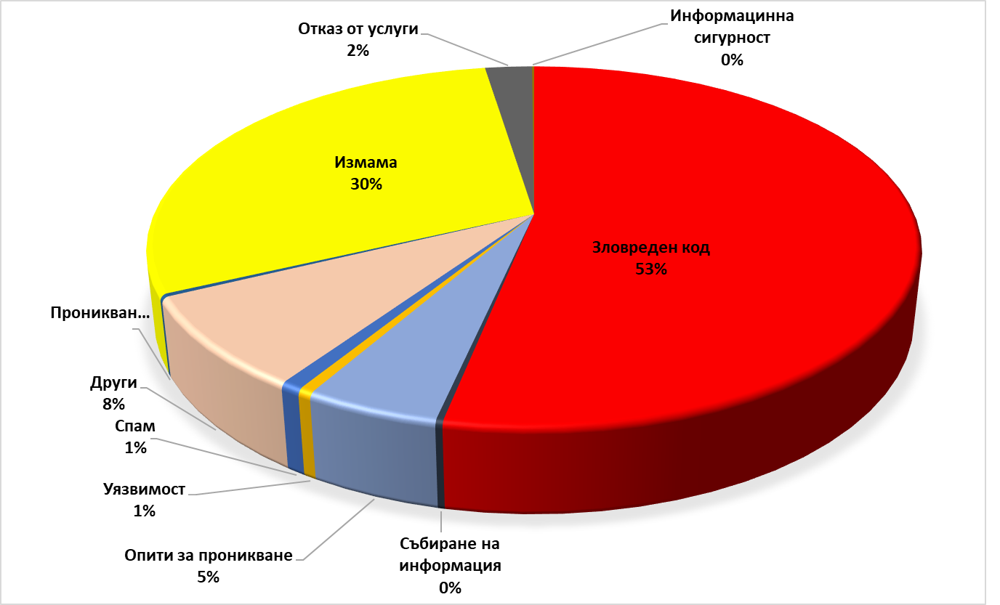 Информацинна
сигурност
0%
Отказ от услуги
2%
Измама
30%
Зловреден код
53%
Проникван...
Други
8%
Спам
1%
Уязвимост
1%
Опити за проникване
5%
Събиране на
информация
0%